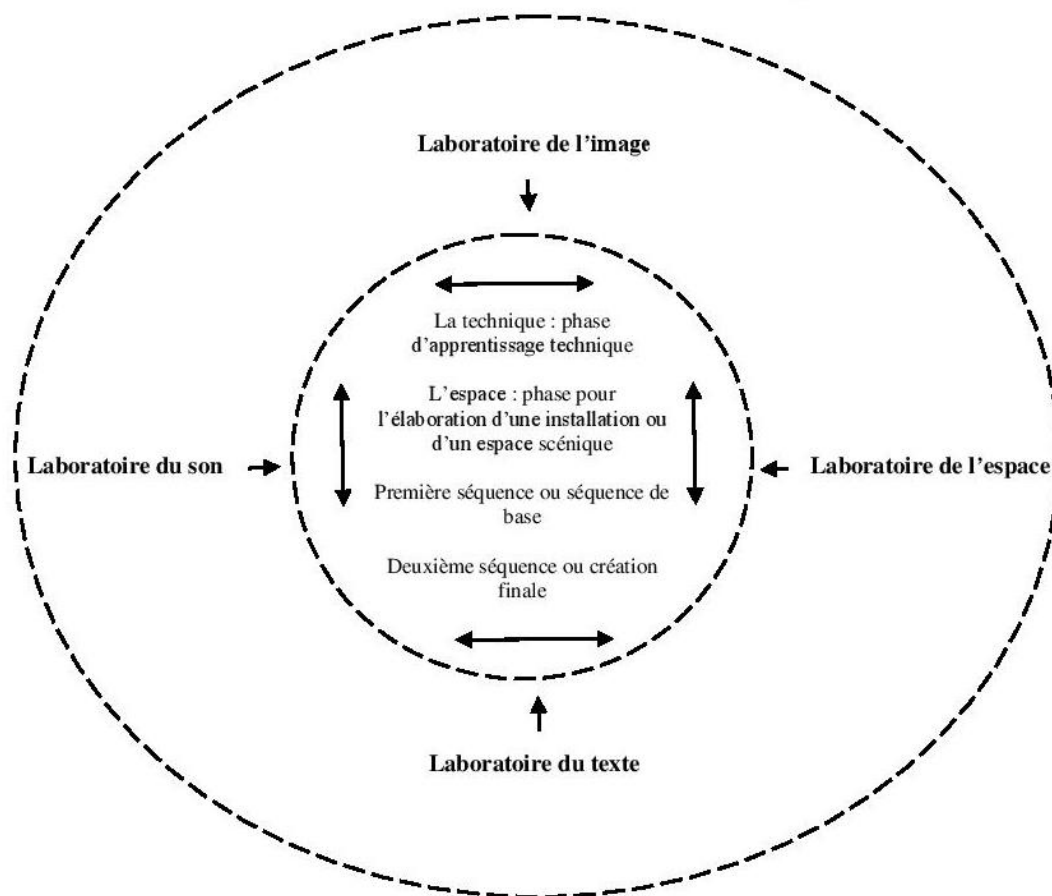 Laboratoire de l’image
La technique : phase
d’apprentissage technique
L’espace : phase pour
l’élaboration d’une installation ou
d’un espace scénique
Laboratoire du son
Laboratoire de l’espace
Première séquence ou séquence de
base
Deuxième séquence ou création
finale
Laboratoire du texte